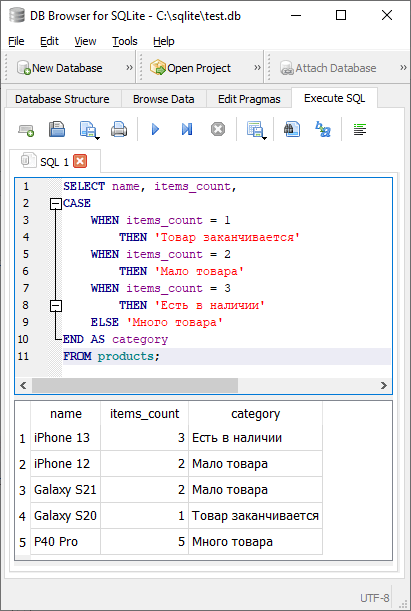 DB Browser for SQLite - C:\sqlite\test.db
File Edit View Tools Help
New Database » Open Project » Attach Database »
Database Structure Browse Data Edit Pragmas Execute SQL
SQL 1
1 SELECT name, items_count,
2 CASE
3 WHEN items_count = 1
4 THEN 'Товар заканчивается'
5 WHEN items_count = 2
6 THEN 'Мало товара'
7 WHEN items_count = 3
8 THEN 'Есть в наличии'
9 ELSE 'Много товара'
10 END AS category
11 FROM products;
name items_count category
1 iPhone 13 3 Есть в наличии
2 iPhone 12 2 Мало товара
3 Galaxy S21 2 Мало товара
4 Galaxy S20 1 Товар заканчивается
5 P40 Pro 5 Много товара
UTF-8